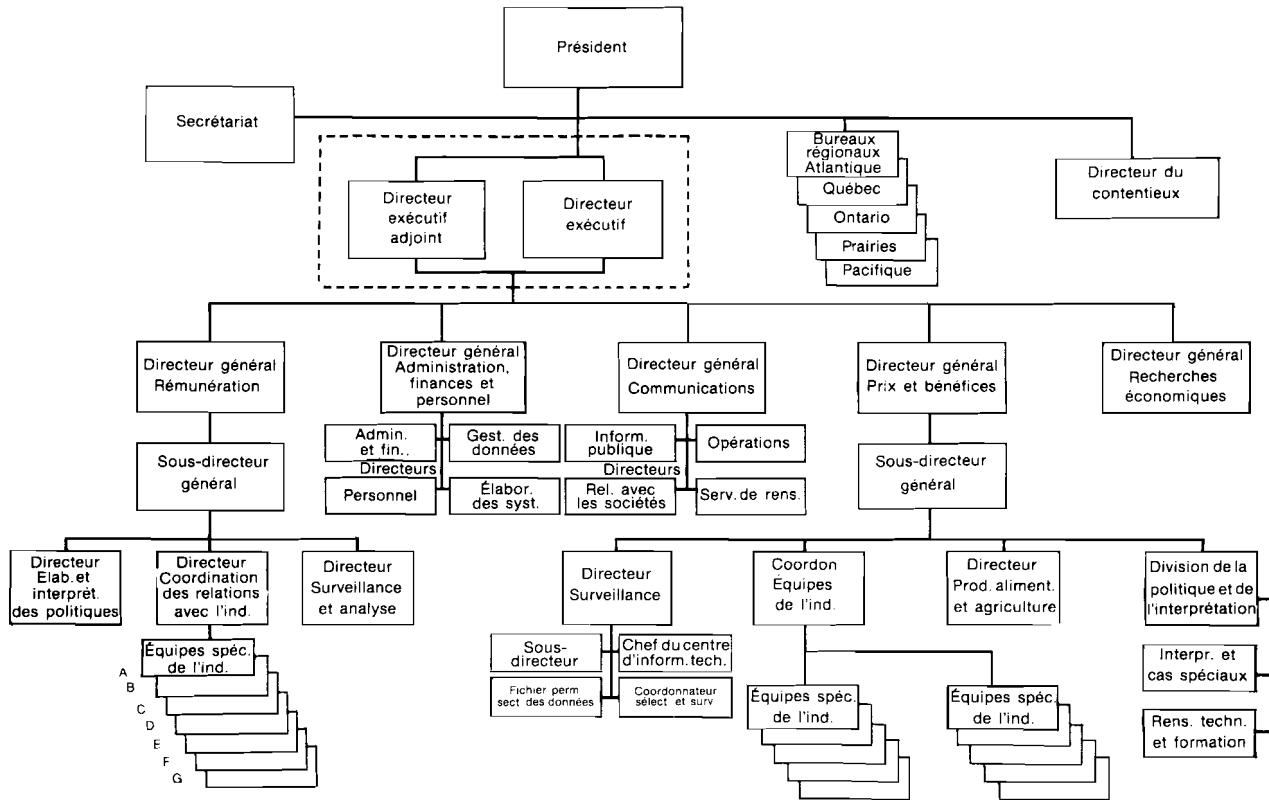 Président
Secrétariat
Bureaux
régionaux
Atlantique
Québec
Ontario
Prairies
Pacifique
Directeur du
contentieux
Directeur
exécutif
adjoint
Directeur
exécutif
Directeur général
Rémunération
Directeur général
Administration,
finances et
personnel
Directeur général
Communications
Directeur général
Prix et bénéfices
Directeur général
Recherches
économiques
Sous-directeur
général
Admin.
et fin..
Gest. des
données
Directeurs
Personnel
Élabor.
des syst.
Inform.
publique
Opérations
Directeurs
Rel. avec
les sociétés
Serv. de rens.
Sous-directeur
général
Directeur
Elab. et
interprét.
des politiques
Directeur
Coordination
des relations
avec l'ind.
Directeur
Surveillance
et analyse
Équipes spéc.
de l'ind.
A
B
C
D
E
F
G
Directeur
Surveillance
Coordon
Équipes
de l'ind.
Directeur
Prod. aliment.
et agriculture
Division de la
politique et de
l'interprétation
Sous-
directeur
Chef du centre
d'inform. tech.
Fichier perm
sect des données
Coordonnateur
sélect et surv
Équipes spéc.
de l'ind.
Équipes spéc.
de l'ind.
Interpr. et
cas spéciaux
Rens. techn.
et formation